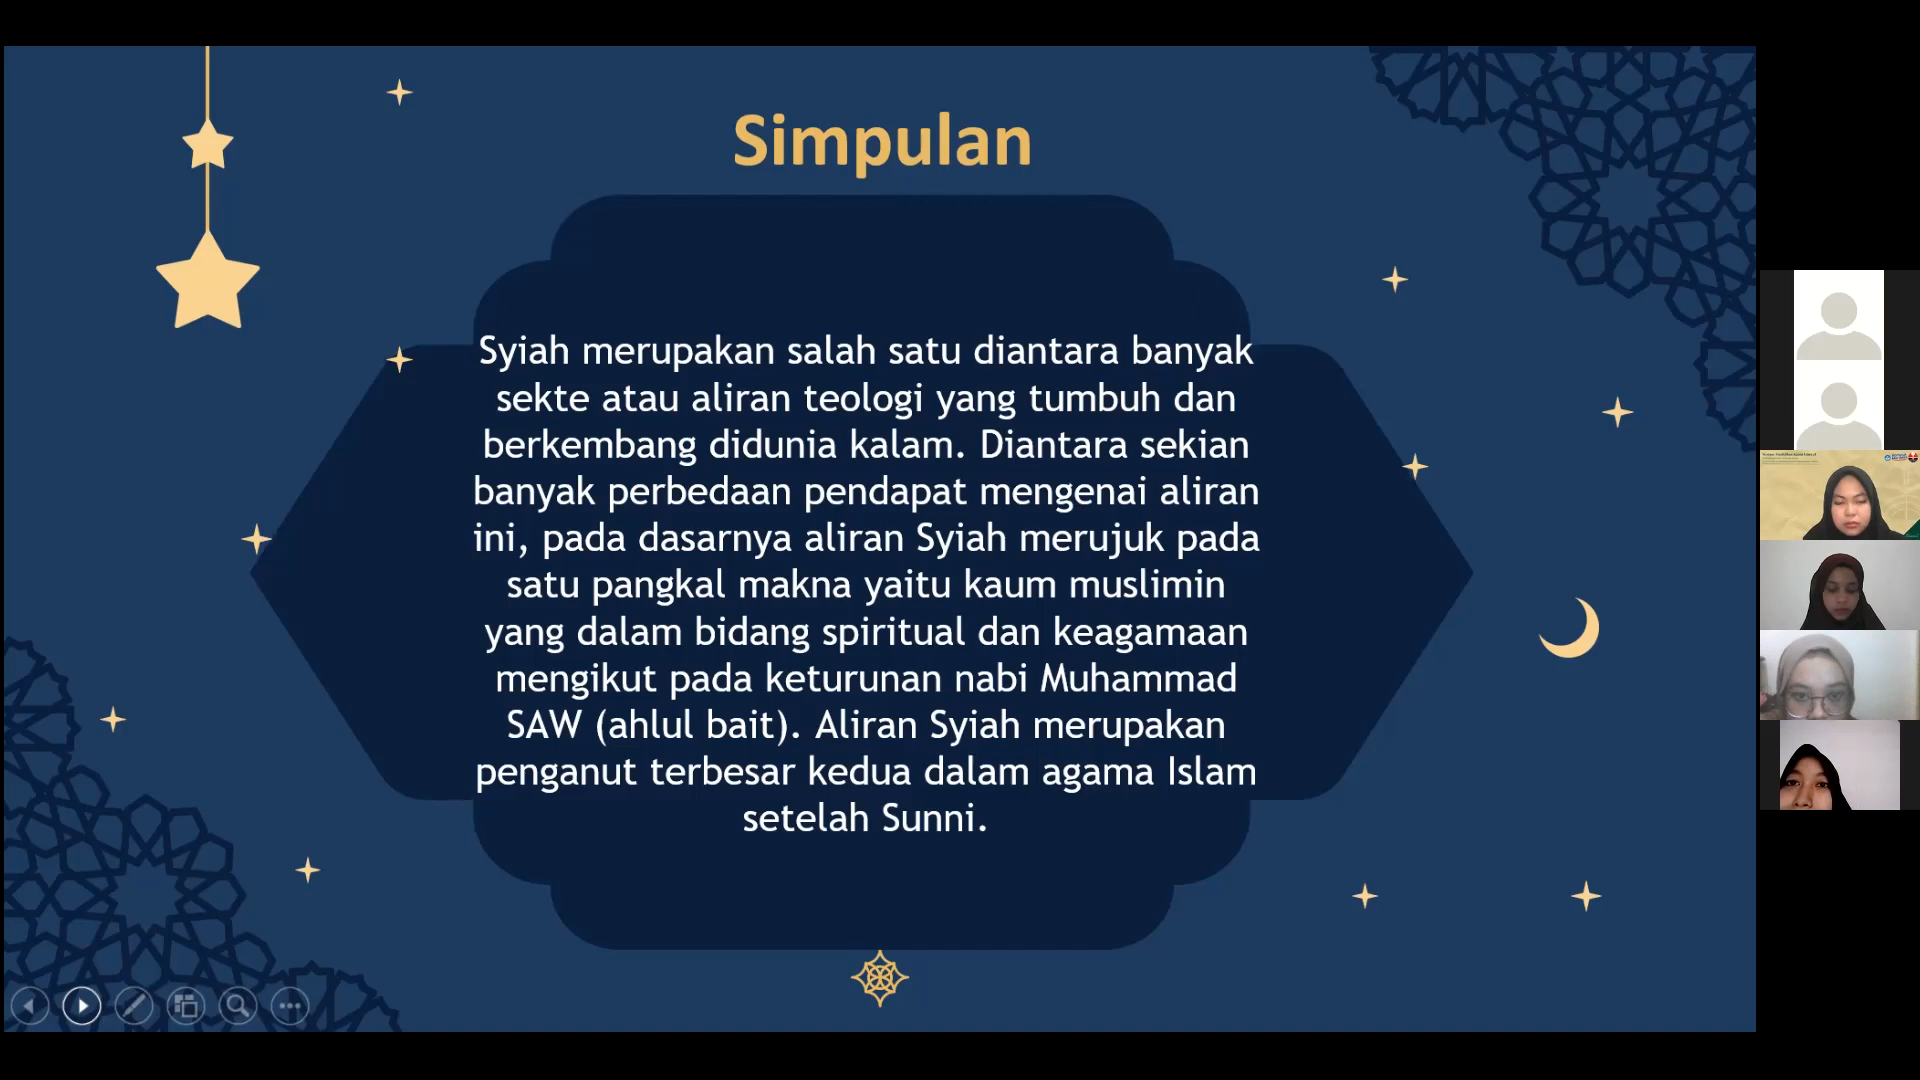 Simpulan
Syiah merupakan salah satu diantara banyak
sekte atau aliran teologi yang tumbuh dan
berkembang didunia kalam. Diantara sekian
banyak perbedaan pendapat mengenai aliran
ini, pada dasarnya aliran Syiah merujuk pada
satu pangkal makna yaitu kaum muslimin
yang dalam bidang spiritual dan keagamaan
mengikut pada keturunan nabi Muhammad
SAW (ahlul bait). Aliran Syiah merupakan
penganut terbesar kedua dalam agama Islam
setelah Sunni.